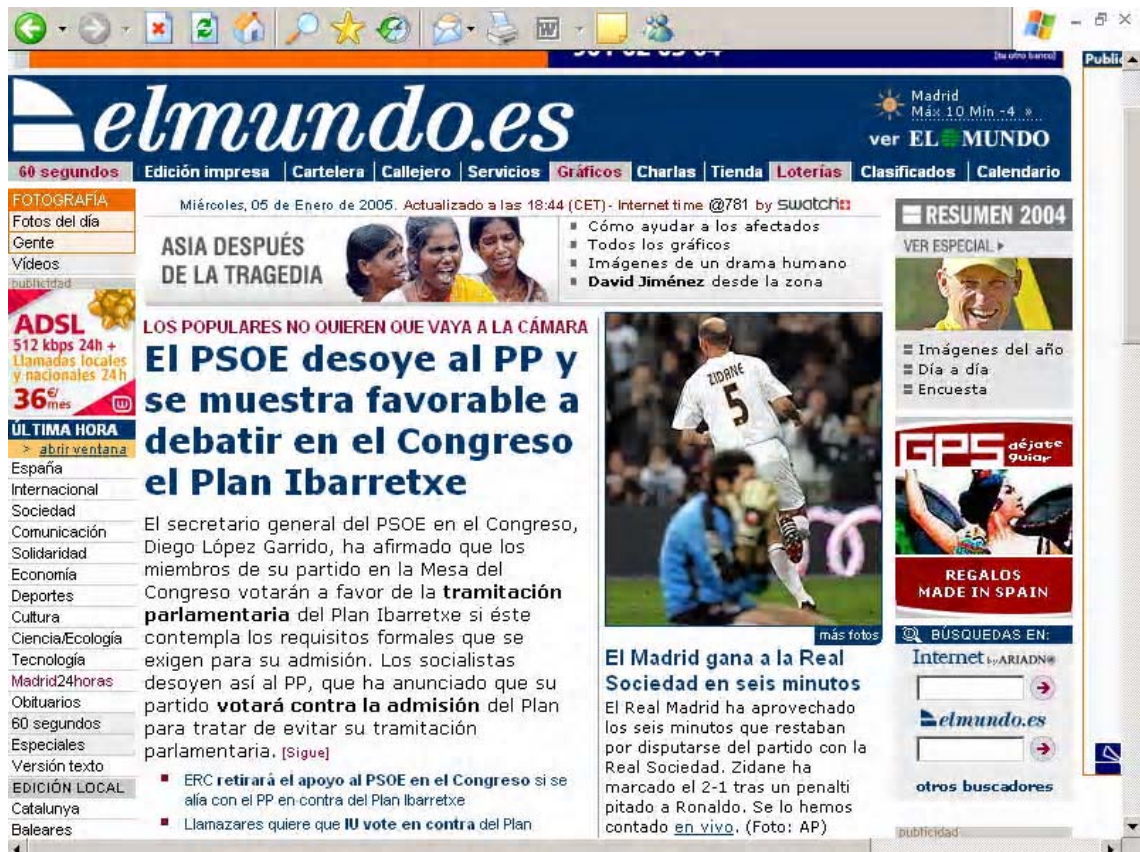 [tu otro banco]
Public
elmundo.es
Madrid
Máx 10 Mín -4 »
ver EL MUNDO
60 segundos Edición impresa Cartelera Callejero Servicios Gráficos Charlas Tienda Loterías Clasificados Calendario
FOTOGRAFÍA
Fotos del día
Gente
Vídeos
publicidad
ADSL
512 kbps 24h +
Llamadas locales
y nacionales 24h
36€/mes
ÚLTIMA HORA
> abrir ventana
España
Internacional
Sociedad
Comunicación
Solidaridad
Economía
Deportes
Cultura
Ciencia/Ecología
Tecnología
Madrid24horas
Obituarios
60 segundos
Especiales
Versión texto
EDICIÓN LOCAL
Catalunya
Baleares
Miércoles, 05 de Enero de 2005. Actualizado a las 18:44 (CET) - Internet time @781 by swatch
ASIA DESPUÉS
DE LA TRAGEDIA
Cómo ayudar a los afectados
Todos los gráficos
Imágenes de un drama humano
David Jiménez desde la zona
LOS POPULARES NO QUIEREN QUE VAYA A LA CÁMARA
El PSOE desoye al PP y
se muestra favorable a
debatir en el Congreso
el Plan Ibarretxe
El secretario general del PSOE en el Congreso,
Diego López Garrido, ha afirmado que los
miembros de su partido en la Mesa del
Congreso votarán a favor de la tramitación
parlamentaria del Plan Ibarretxe si éste
contempla los requisitos formales que se
exigen para su admisión. Los socialistas
desoyen así al PP, que ha anunciado que su
partido votará contra la admisión del Plan
para tratar de evitar su tramitación
parlamentaria. [Sigue]
ERC retirará el apoyo al PSOE en el Congreso si se
alía con el PP en contra del Plan Ibarretxe
Llamazares quiere que IU vote en contra del Plan
ZIDANE
5
más fotos
El Madrid gana a la Real
Sociedad en seis minutos
El Real Madrid ha aprovechado
los seis minutos que restaban
por disputarse del partido con la
Real Sociedad. Zidane ha
marcado el 2-1 tras un penalti
pitado a Ronaldo. Se lo hemos
contado en vivo. (Foto: AP)
RESUMEN 2004
VER ESPECIAL
Imágenes del año
Día a día
Encuesta
GPS déjate
guiar
REGALOS
MADE IN SPAIN
BÚSQUEDAS EN:
Internet by ARIADNA
elmundo.es
otros buscadores
publicidad